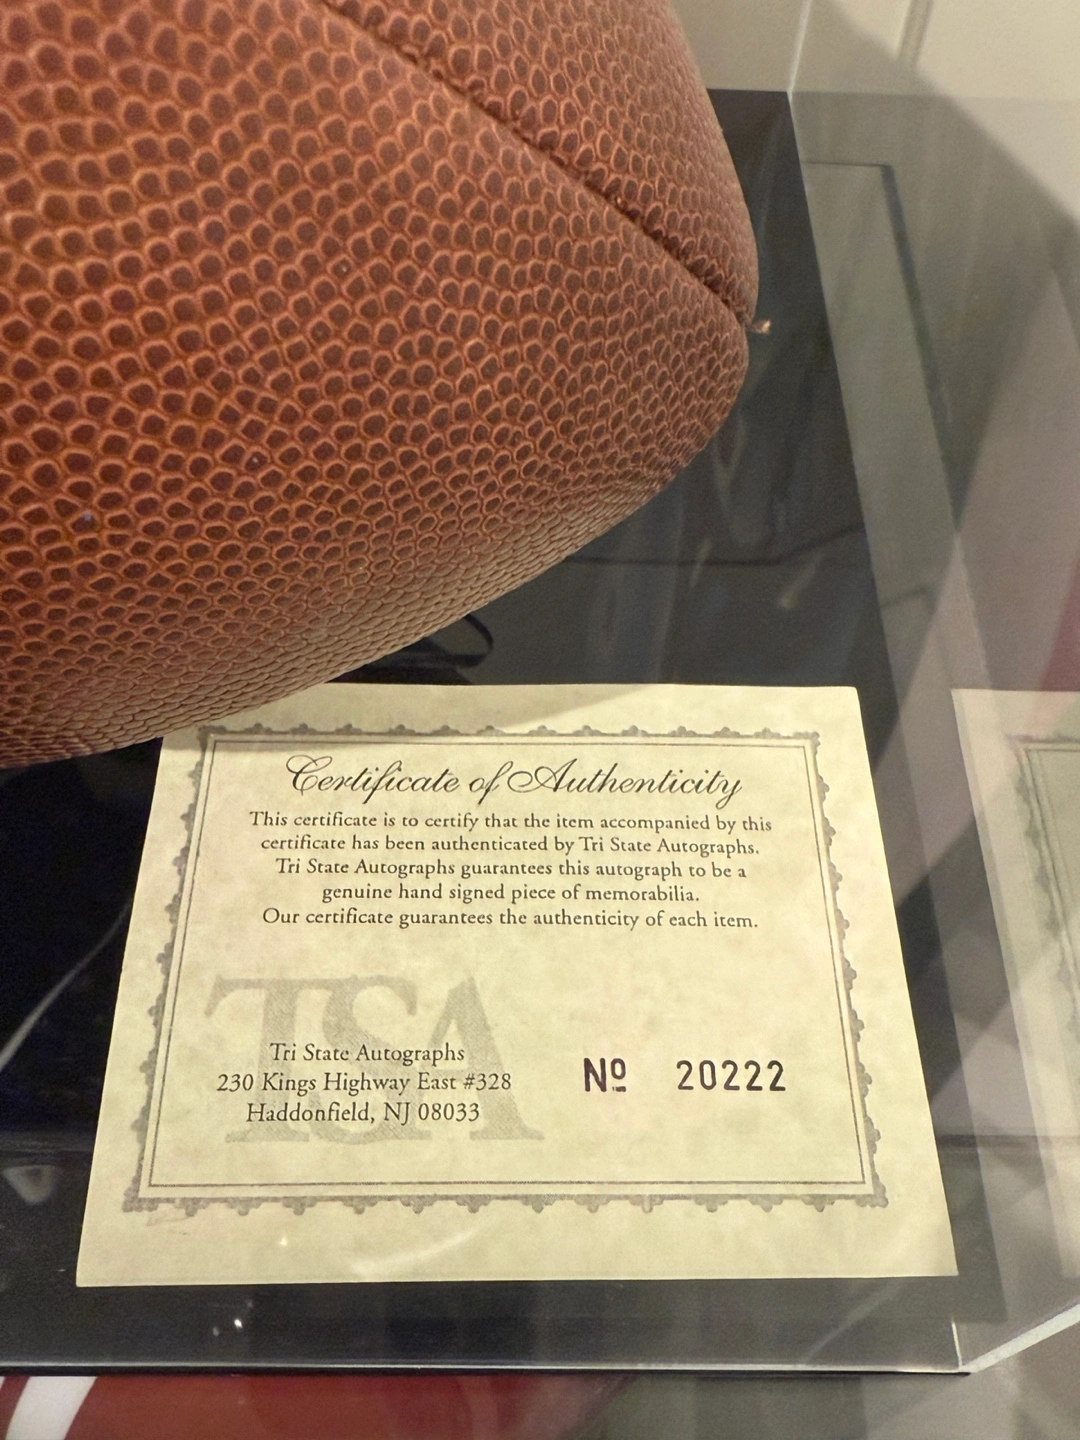 Certificate of Authenticity
This certificate is to certify that the item accompanied by this
certificate has been authenticated by Tri State Autographs.
Tri State Autographs guarantees this autograph to be a
genuine hand signed piece of memorabilia.
Our certificate guarantees the authenticity of each item.
TSA
Tri State Autographs
230 Kings Highway East #328
Haddonfield, NJ 08033
Nº 20222